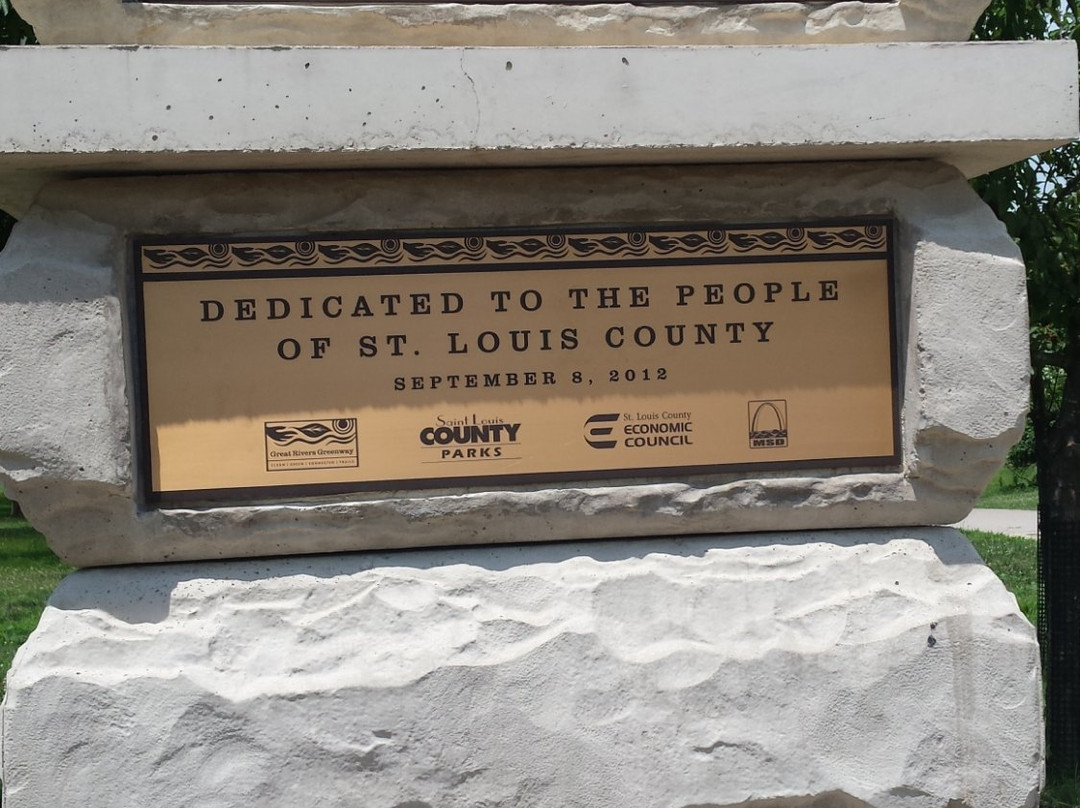 DEDICATED TO THE PEOPLE
OF ST. LOUIS COUNTY
SEPTEMBER 8, 2012
Great Rivers Greenway
Saint Louis
COUNTY
PARKS
St. Louis County
ECONOMIC
COUNCIL
MSD